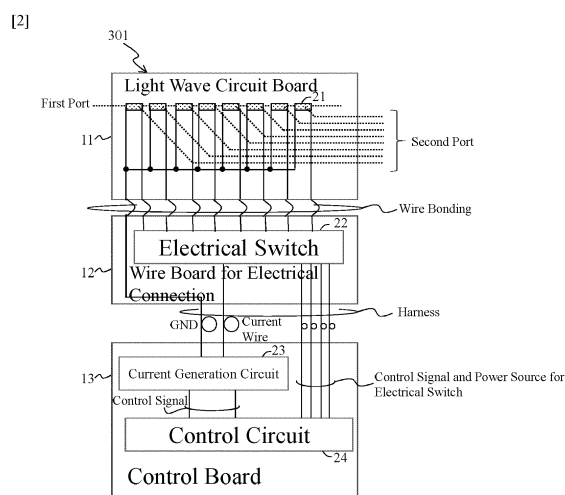 [2]
301
Light Wave Circuit Board
First Port
21
11
Second Port
Wire Bonding
22
Electrical Switch
12
Wire Board for Electrical
Connection
Harness
GND
Current
Wire
23
13
Current Generation Circuit
Control Signal and Power Source for
Electrical Switch
Control Signal
Control Circuit
24
Control Board